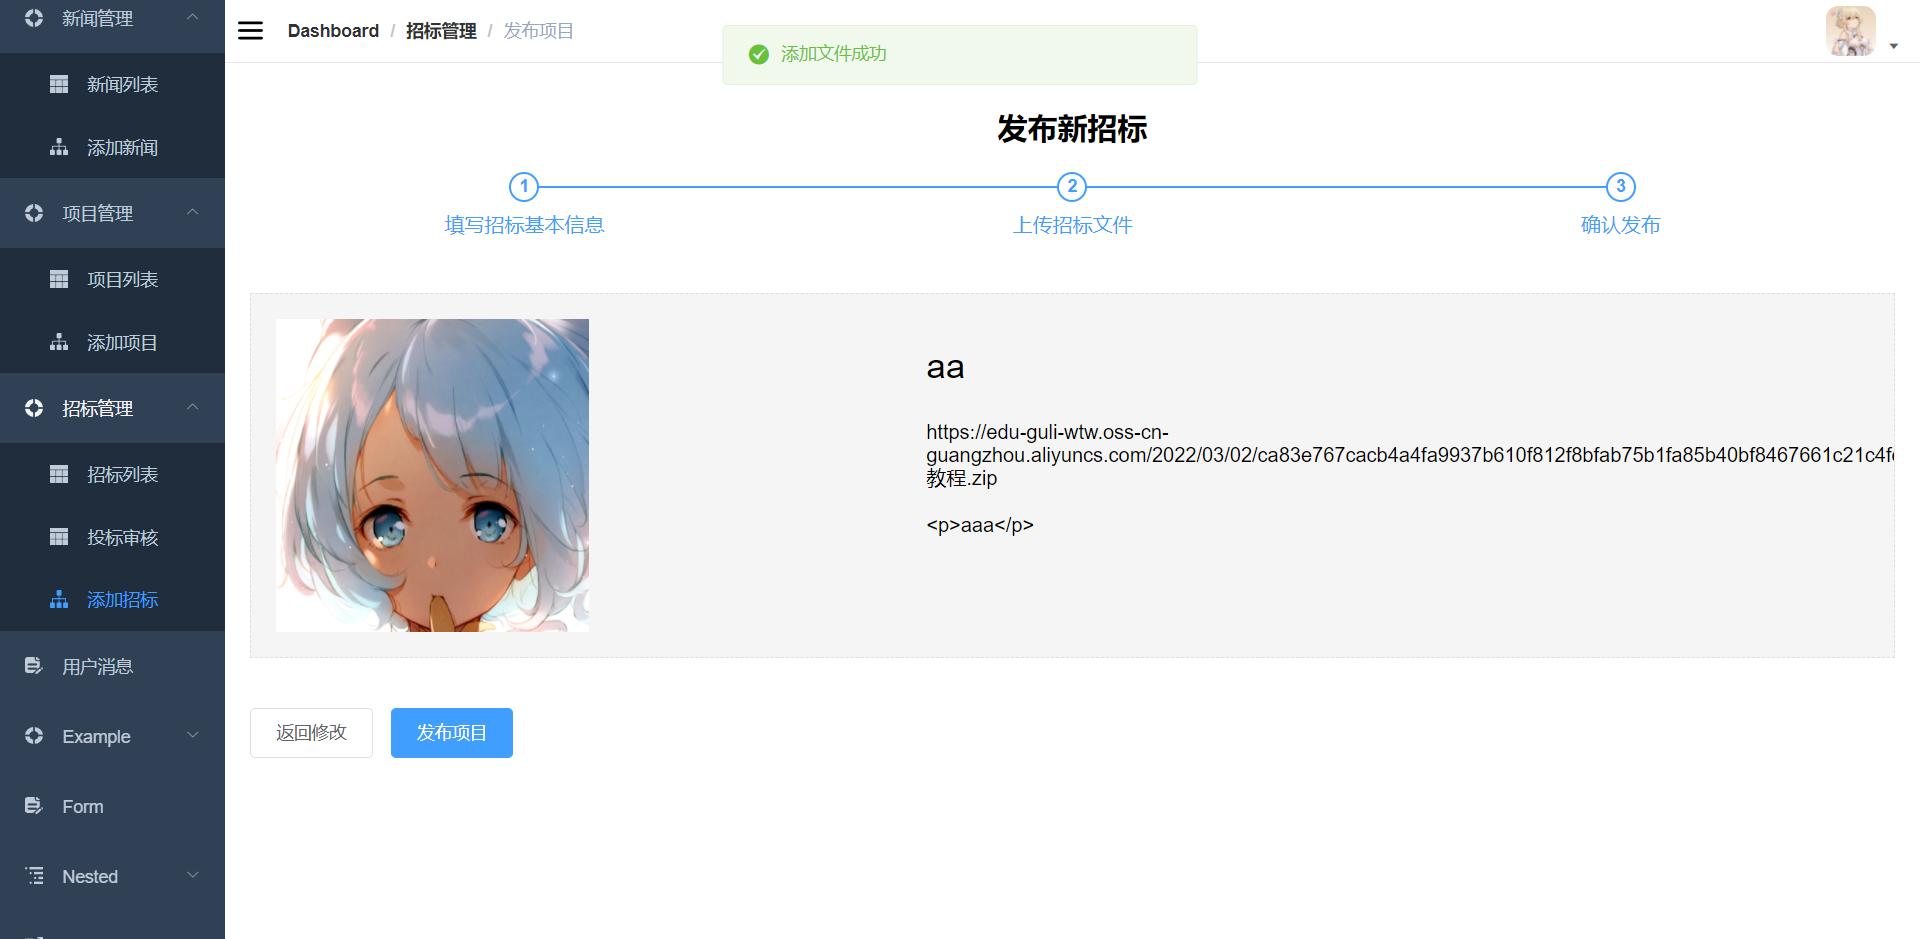 新闻管理
新闻列表
添加新闻
项目管理
项目列表
添加项目
招标管理
招标列表
投标审核
添加招标
用户消息
Example
Form
Nested
Dashboard / 招标管理 / 发布项目
添加文件成功
发布新招标
1 2 3
填写招标基本信息 上传招标文件 确认发布
aa
https://edu-guli-wtw.oss-cn-
guangzhou.aliyuncs.com/2022/03/02/ca83e767cacb4a4fa9937b610f812f8bfab75b1fa85b40bf8467661c21c4f
教程.zip
<p>aaa</p>
返回修改 发布项目